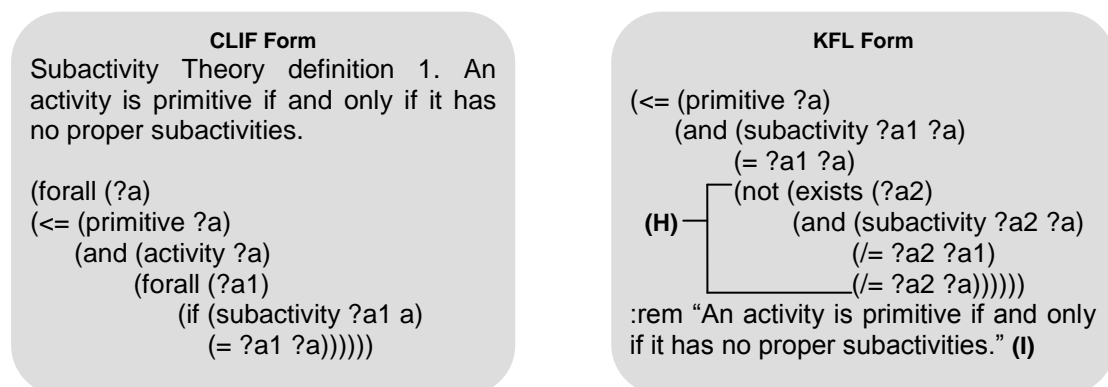 CLIF Form
Subactivity Theory definition 1. An
activity is primitive if and only if it has
no proper subactivities.
(forall (?a)
(<= (primitive ?a)
(and (activity ?a)
(forall (?a1)
(if (subactivity ?a1 a)
(= ?a1 ?a))))))
KFL Form
(<= (primitive ?a)
(and (subactivity ?a1 ?a)
(= ?a1 ?a)
(not (exists (?a2)
(H)
(and (subactivity ?a2 ?a)
(/= ?a2 ?a1)
(/= ?a2 ?a))))))
:rem “An activity is primitive if and only
if it has no proper subactivities.” (I)